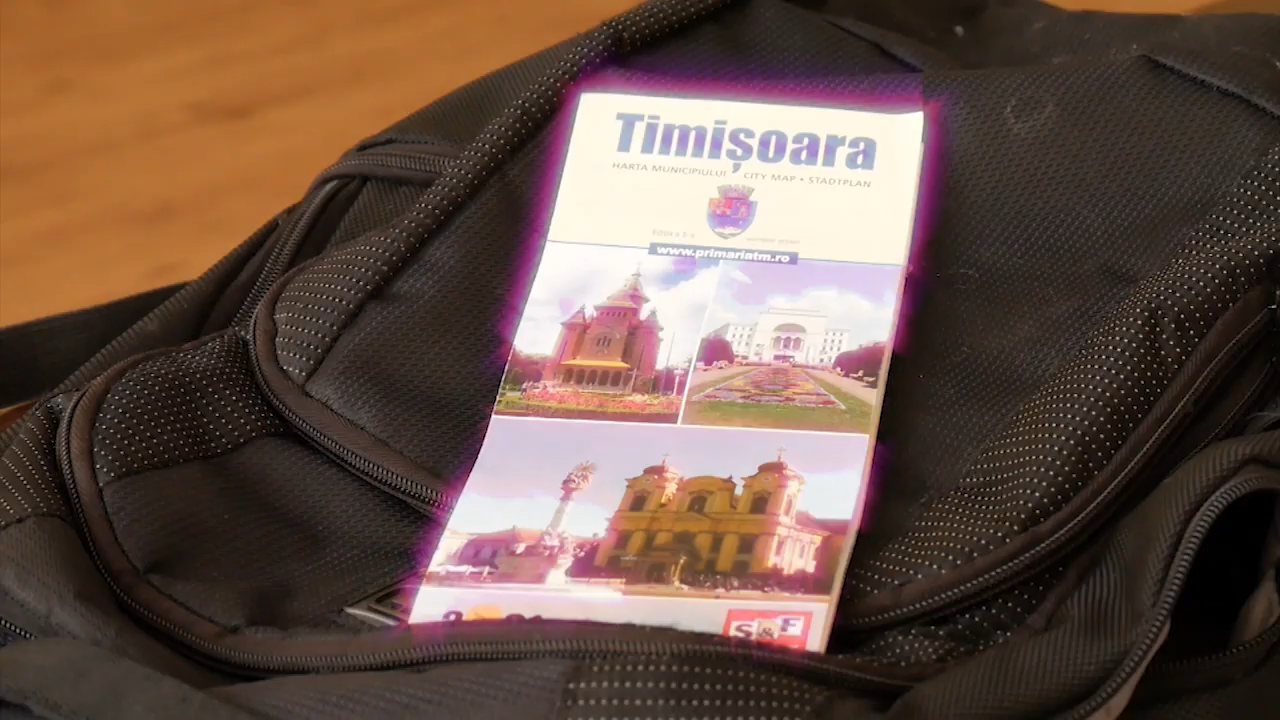 Timișoara
HARTA MUNICIPIULUI • CITY MAP • STADTPLAN
www.primariatm.ro
S&F